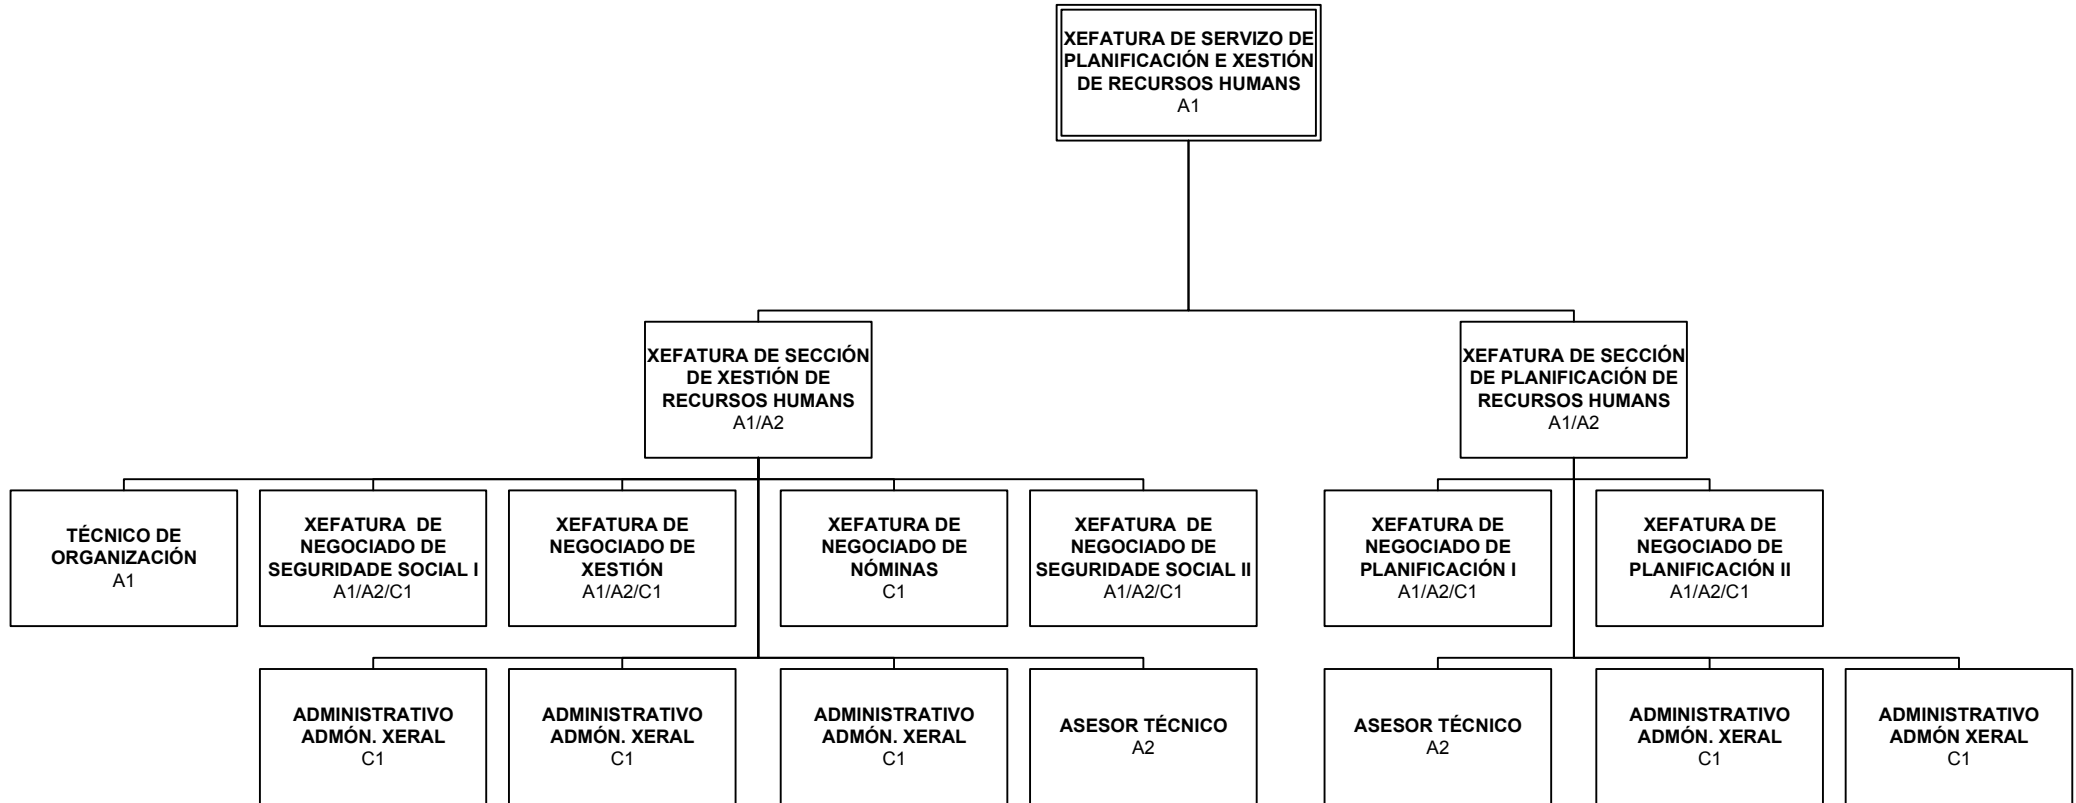 XEFATURA DE SERVIZO DE
PLANIFICACIÓN E XESTIÓN
DE RECURSOS HUMANS
A1
XEFATURA DE SECCIÓN
DE XESTIÓN DE
RECURSOS HUMANS
A1/A2
XEFATURA DE SECCIÓN
DE PLANIFICACIÓN DE
RECURSOS HUMANS
A1/A2
TÉCNICO DE
ORGANIZACIÓN
A1
XEFATURA DE
NEGOCIADO DE
SEGURIDADE SOCIAL I
A1/A2/C1
XEFATURA DE
NEGOCIADO DE
XESTIÓN
A1/A2/C1
XEFATURA DE
NEGOCIADO DE
NÓMINAS
C1
XEFATURA DE
NEGOCIADO DE
SEGURIDADE SOCIAL II
A1/A2/C1
XEFATURA DE
NEGOCIADO DE
PLANIFICACIÓN I
A1/A2/C1
XEFATURA DE
NEGOCIADO DE
PLANIFICACIÓN II
A1/A2/C1
ADMINISTRATIVO
ADMÓN. XERAL
C1
ADMINISTRATIVO
ADMÓN. XERAL
C1
ADMINISTRATIVO
ADMÓN. XERAL
C1
ASESOR TÉCNICO
A2
ASESOR TÉCNICO
A2
ADMINISTRATIVO
ADMÓN. XERAL
C1
ADMINISTRATIVO
ADMÓN XERAL
C1